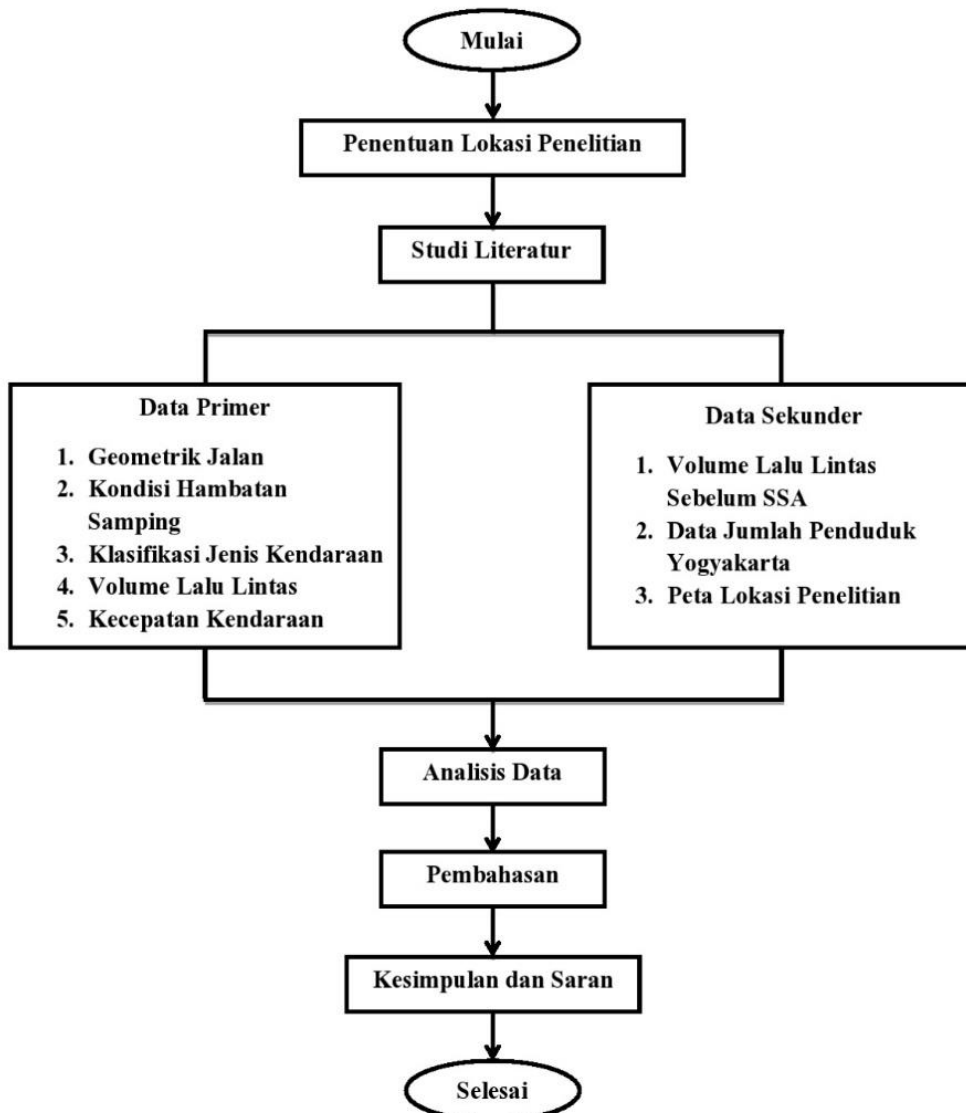 Mulai
Penentuan Lokasi Penelitian
Studi Literatur
Data Primer
1. Geometrik Jalan
2. Kondisi Hambatan
Samping
3. Klasifikasi Jenis Kendaraan
4. Volume Lalu Lintas
5. Kecepatan Kendaraan
Data Sekunder
1. Volume Lalu Lintas
Sebelum SSA
2. Data Jumlah Penduduk
Yogyakarta
3. Peta Lokasi Penelitian
Analisis Data
Pembahasan
Kesimpulan dan Saran
Selesai